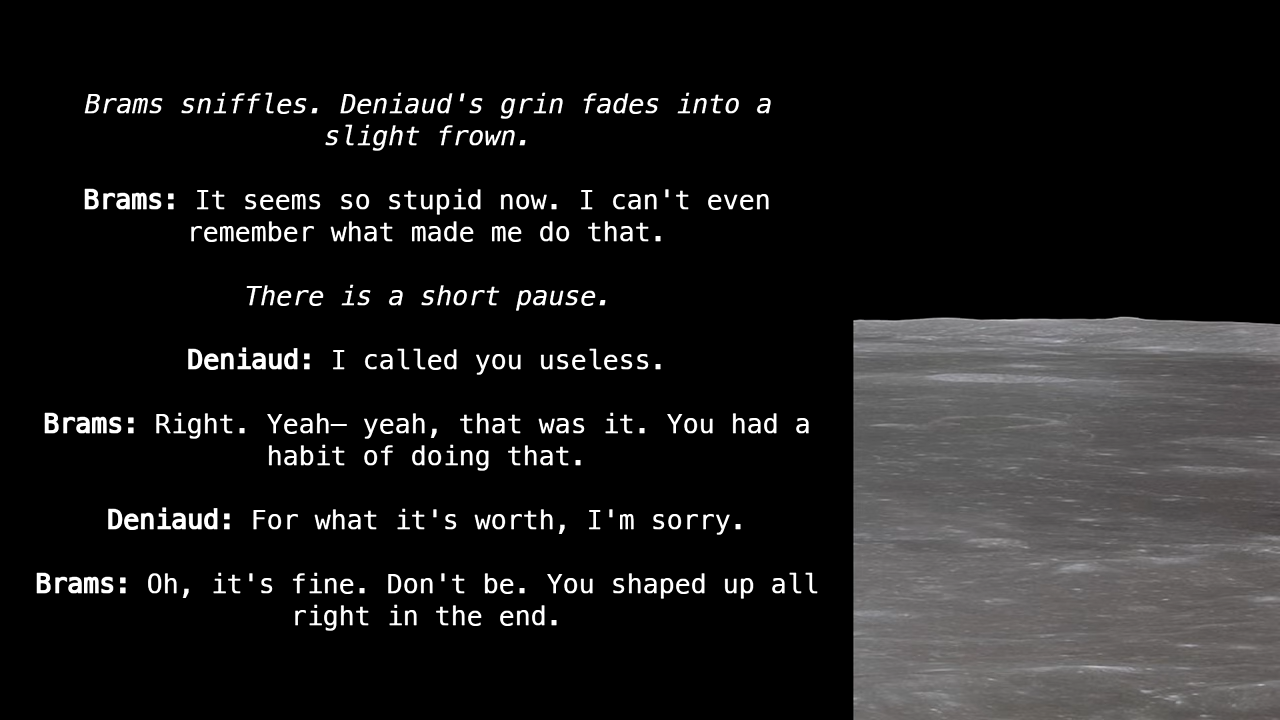 Brams sniffles. Deniaud's grin fades into a
slight frown.
Brams: It seems so stupid now. I can't even
remember what made me do that.
There is a short pause.
Deniaud: I called you useless.
Brams: Right. Yeah— yeah, that was it. You had a
habit of doing that.
Deniaud: For what it's worth, I'm sorry.
Brams: Oh, it's fine. Don't be. You shaped up all
right in the end.